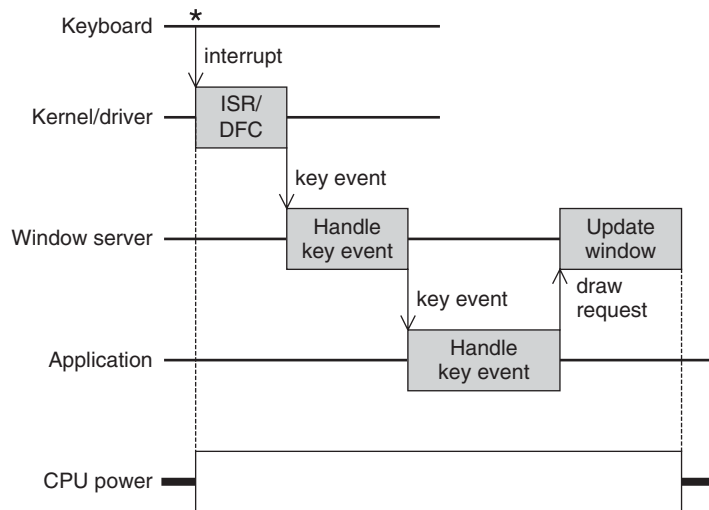 Keyboard
*
interrupt
Kernel/driver
ISR/
DFC
key event
Window server
Handle
key event
Update
window
key event
draw
request
Application
Handle
key event
CPU power